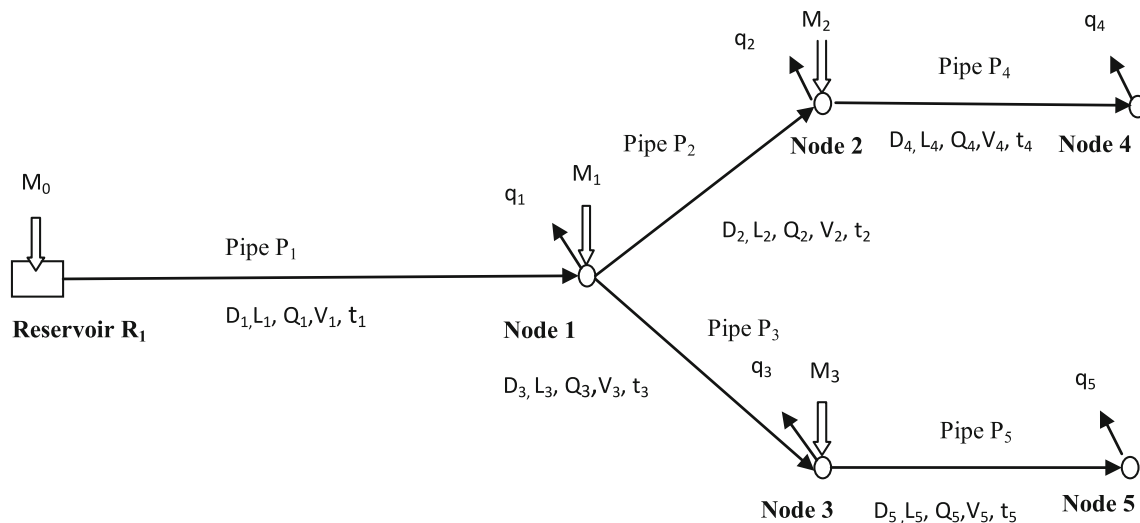 M₂
q₂
q₄
Pipe P₄
Pipe P₂
Node 2
D₄, L₄, Q₄,V₄, t₄
Node 4
M₀
M₁
q₁
Pipe P₁
D₂, L₂, Q₂, V₂, t₂
D₁,L₁, Q₁,V₁, t₁
Reservoir R₁
Node 1
Pipe P₃
D₃, L₃, Q₃,V₃, t₃
q₃
M₃
q₅
Pipe P₅
Node 3
D₅,L₅, Q₅,V₅, t₅
Node 5